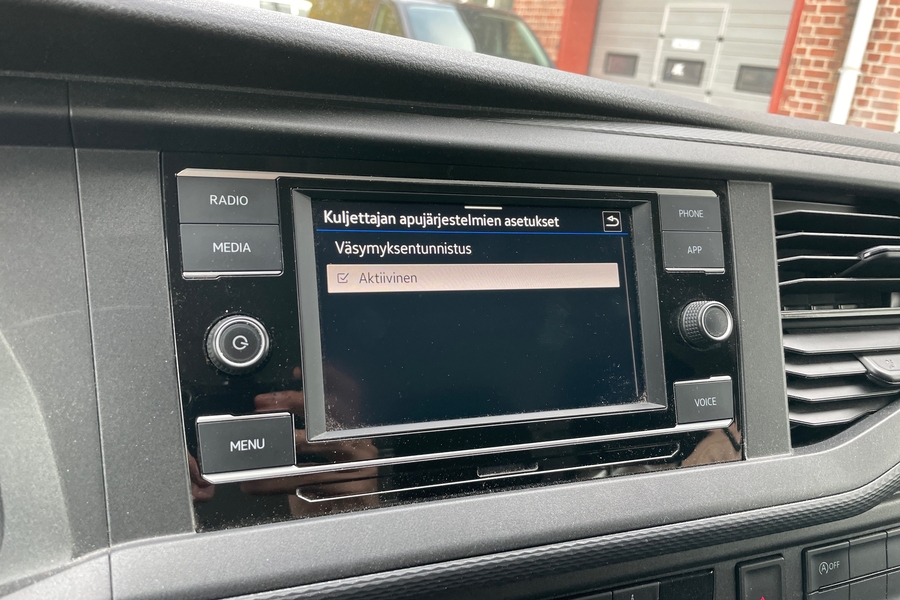 RADIO
MEDIA
MENU
Kuljettajan apujärjestelmien asetukset
Väsymyksentunnistus
Aktiivinen
PHONE
APP
VOICE
A OFF